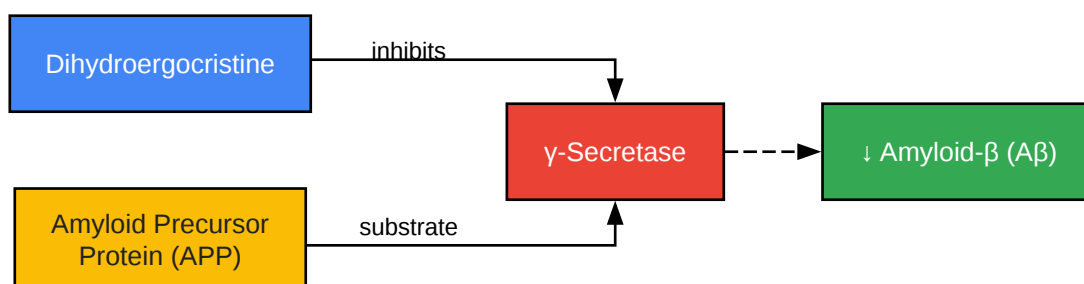 Dihydroergocristine
inhibits
γ-Secretase
↓ Amyloid-β (Aβ)
Amyloid Precursor
Protein (APP)
substrate